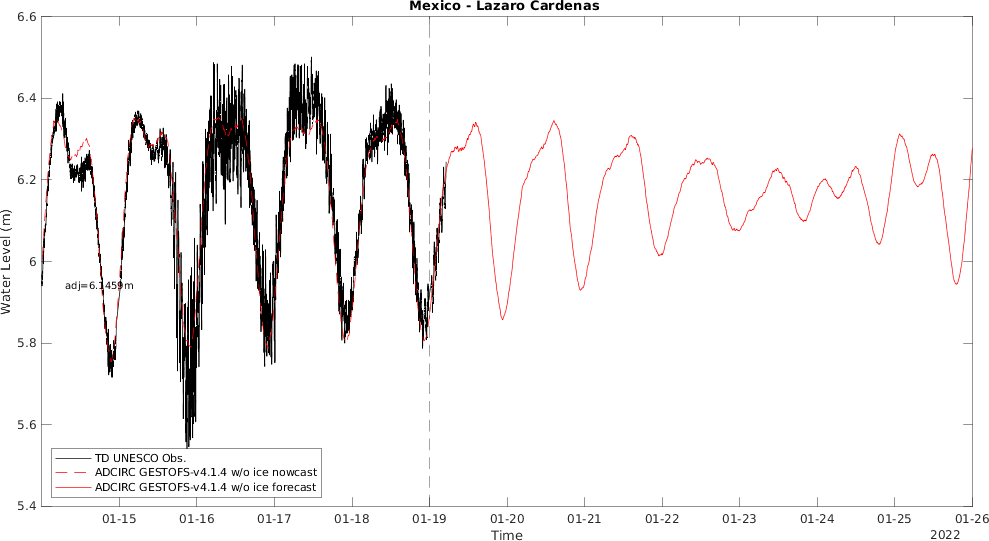 Mexico - Lazaro Cardenas
6.6
6.4
6.2
6
5.8
5.6
5.4
Water Level (m)
adj=6.1459m
TD UNESCO Obs.
ADCIRC GESTOFS-v4.1.4 w/o ice nowcast
ADCIRC GESTOFS-v4.1.4 w/o ice forecast
01-15 01-16 01-17 01-18 01-19 01-20 01-21 01-22 01-23 01-24 01-25 01-26
Time
2022